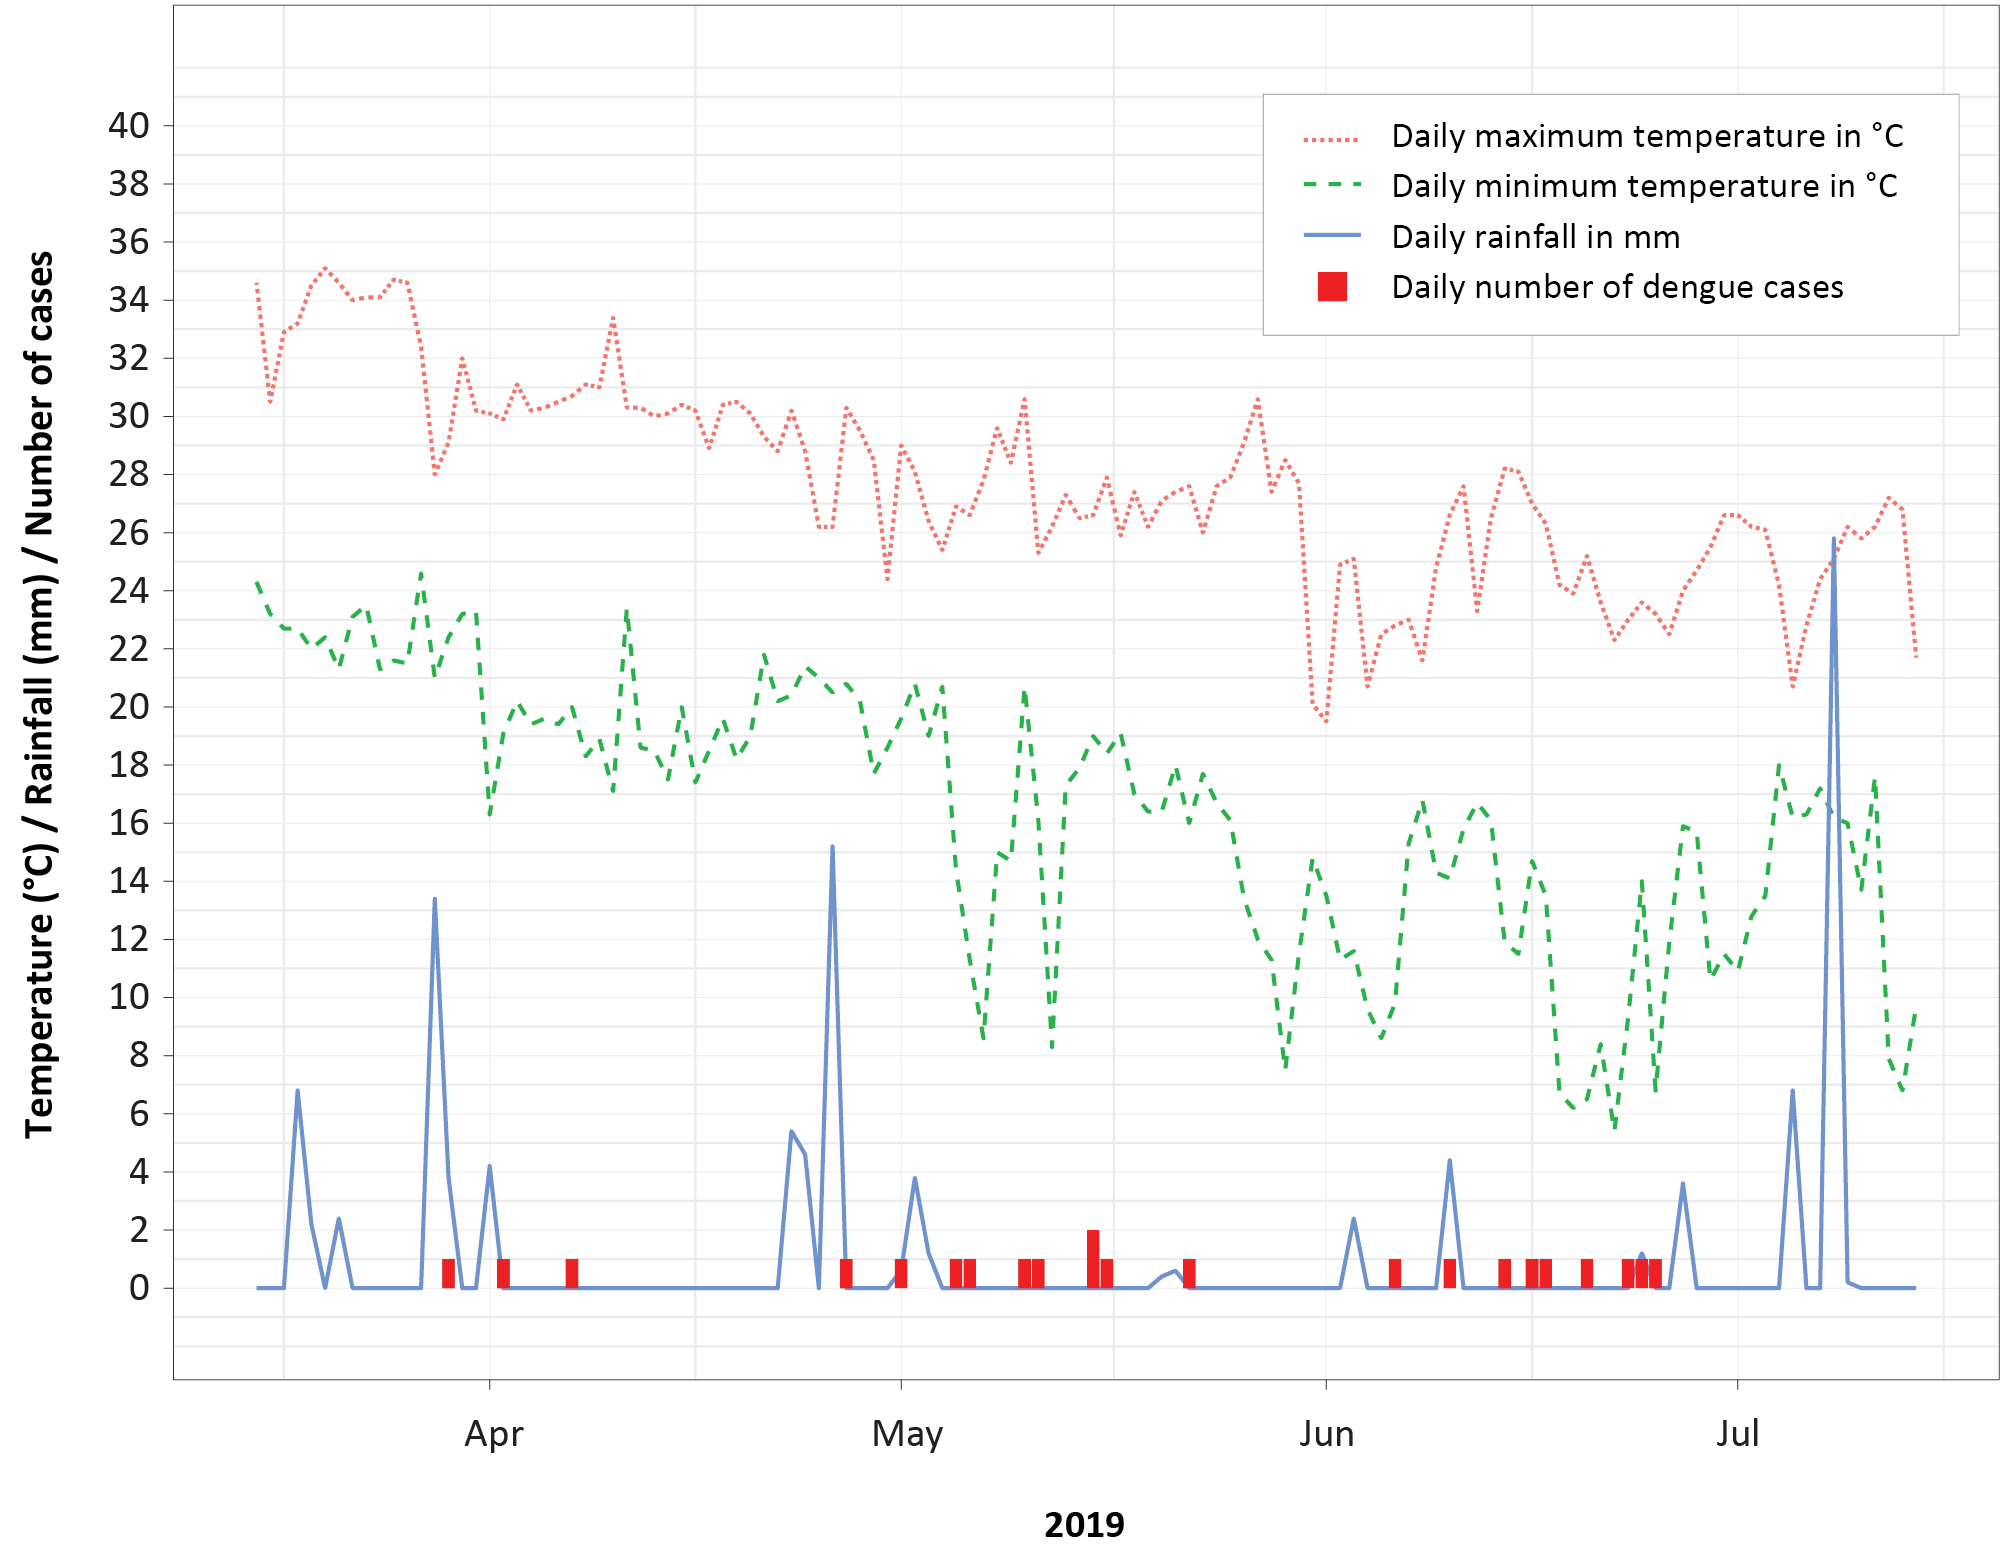 Temperature (°C) / Rainfall (mm) / Number of cases
40
38
36
34
32
30
28
26
24
22
20
18
16
14
12
10
8
6
4
2
0
Daily maximum temperature in °C
Daily minimum temperature in °C
Daily rainfall in mm
Daily number of dengue cases
Apr
May
Jun
Jul
2019